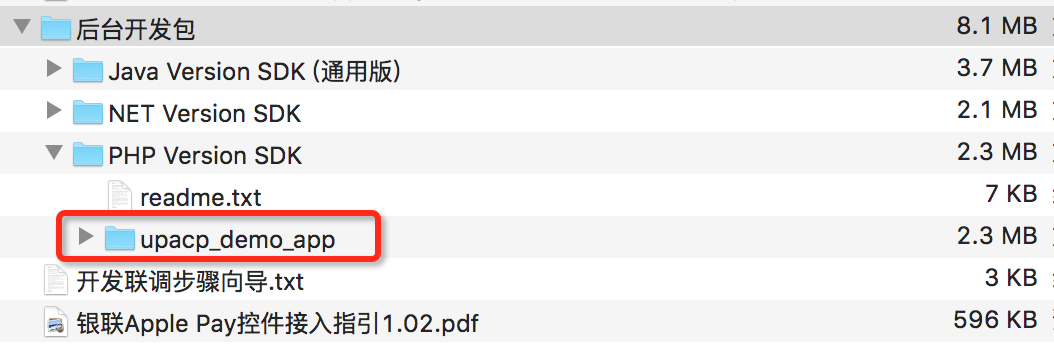 后台开发包 8.1 MB
Java Version SDK (通用版) 3.7 MB
NET Version SDK 2.1 MB
PHP Version SDK 2.3 MB
readme.txt 7 KB
upacp_demo_app 2.3 MB
开发联调步骤向导.txt 3 KB
银联Apple Pay控件接入指引1.02.pdf 596 KB